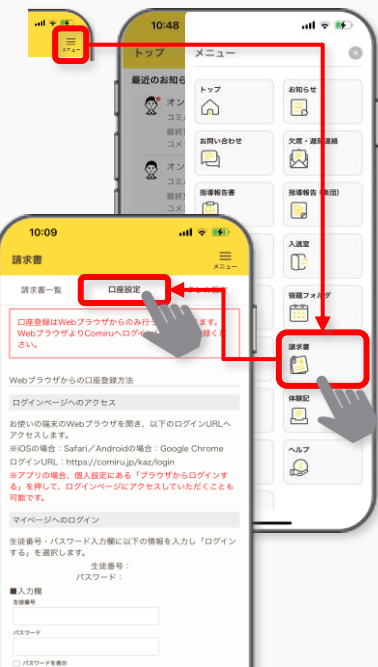 メニュー
10:48
トップ
最近のお知ら
オン
コミ
最終
コメ
オン
コミ
最終
コメ
メニュー
トップ
お知らせ
お問い合わせ
欠席・遅刻連絡
指導報告書
指導報告(集団)
入退室
宿題フォルダ
請求書
体験記
ヘルプ
10:09
請求書
メニュー
請求書一覧
口座設定
口座登録はWebブラウザからのみ行
ます。
WebブラウザよりComiruへログイ
録くだ
さい。
Webブラウザからの口座登録方法
ログインページへのアクセス
お使いの端末のWebブラウザを開き、以下のログインURLへ
アクセスします。
※iOSの場合:Safari/Androidの場合:Google Chrome
ログインURL:https://comiru.jp/kaz/login
※アプリの場合、個人設定にある「ブラウザからログインす
る」を押して、ログインページにアクセスしていただくことも
可能です。
マイページへのログイン
生徒番号・パスワード入力欄に以下の情報を入力し「ログイン
する」を選択します。
生徒番号:
パスワード:
■入力欄
生徒番号
パスワード
パスワードを表示